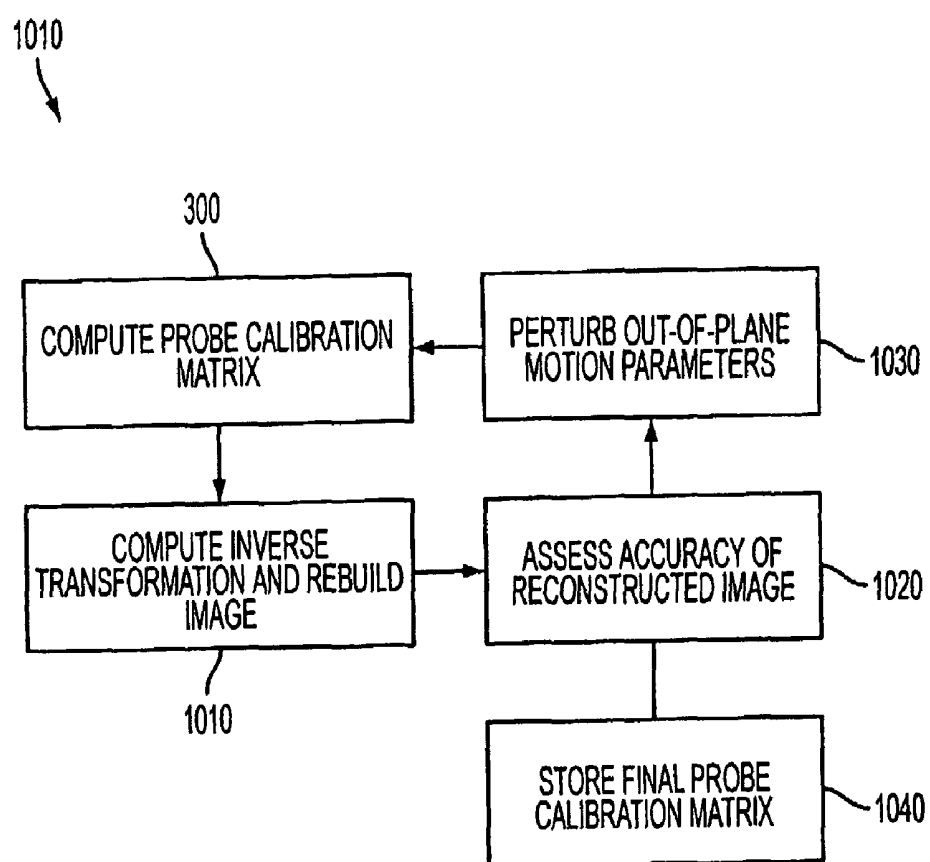 1010
300
COMPUTE PROBE CALIBRATION
MATRIX
PERTURB OUT-OF-PLANE
MOTION PARAMETERS
1030
COMPUTE INVERSE
TRANSFORMATION AND REBUILD
IMAGE
1010
ASSESS ACCURACY OF
RECONSTRUCTED IMAGE
1020
STORE FINAL PROBE
CALIBRATION MATRIX
1040